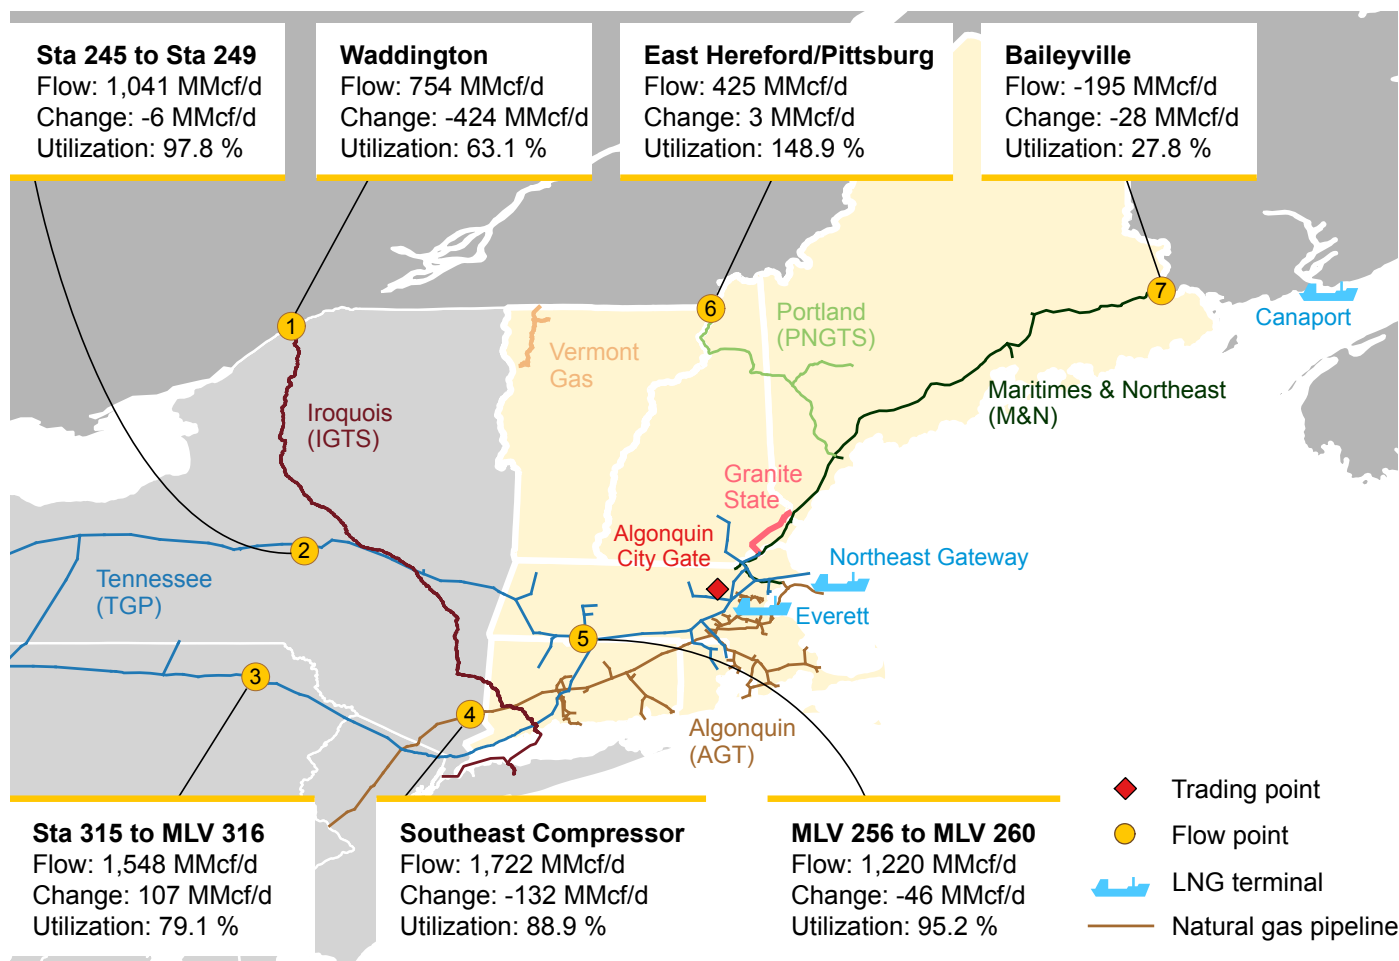 Sta 245 to Sta 249
Flow: 1,041 MMcf/d
Change: -6 MMcf/d
Utilization: 97.8 %
Waddington
Flow: 754 MMcf/d
Change: -424 MMcf/d
Utilization: 63.1 %
East Hereford/Pittsburg
Flow: 425 MMcf/d
Change: 3 MMcf/d
Utilization: 148.9 %
Baileyville
Flow: -195 MMcf/d
Change: -28 MMcf/d
Utilization: 27.8 %
7
6
1
Canaport
Portland
(PNGTS)
Vermont
Gas
Maritimes & Northeast
(M&N)
Iroquois
(IGTS)
Granite
State
Algonquin
City Gate
2
Northeast Gateway
Tennessee
(TGP)
Everett
5
3
4
Algonquin
(AGT)
Sta 315 to MLV 316
Flow: 1,548 MMcf/d
Change: 107 MMcf/d
Utilization: 79.1 %
Southeast Compressor
Flow: 1,722 MMcf/d
Change: -132 MMcf/d
Utilization: 88.9 %
MLV 256 to MLV 260
Flow: 1,220 MMcf/d
Change: -46 MMcf/d
Utilization: 95.2 %
Trading point
Flow point
LNG terminal
Natural gas pipeline